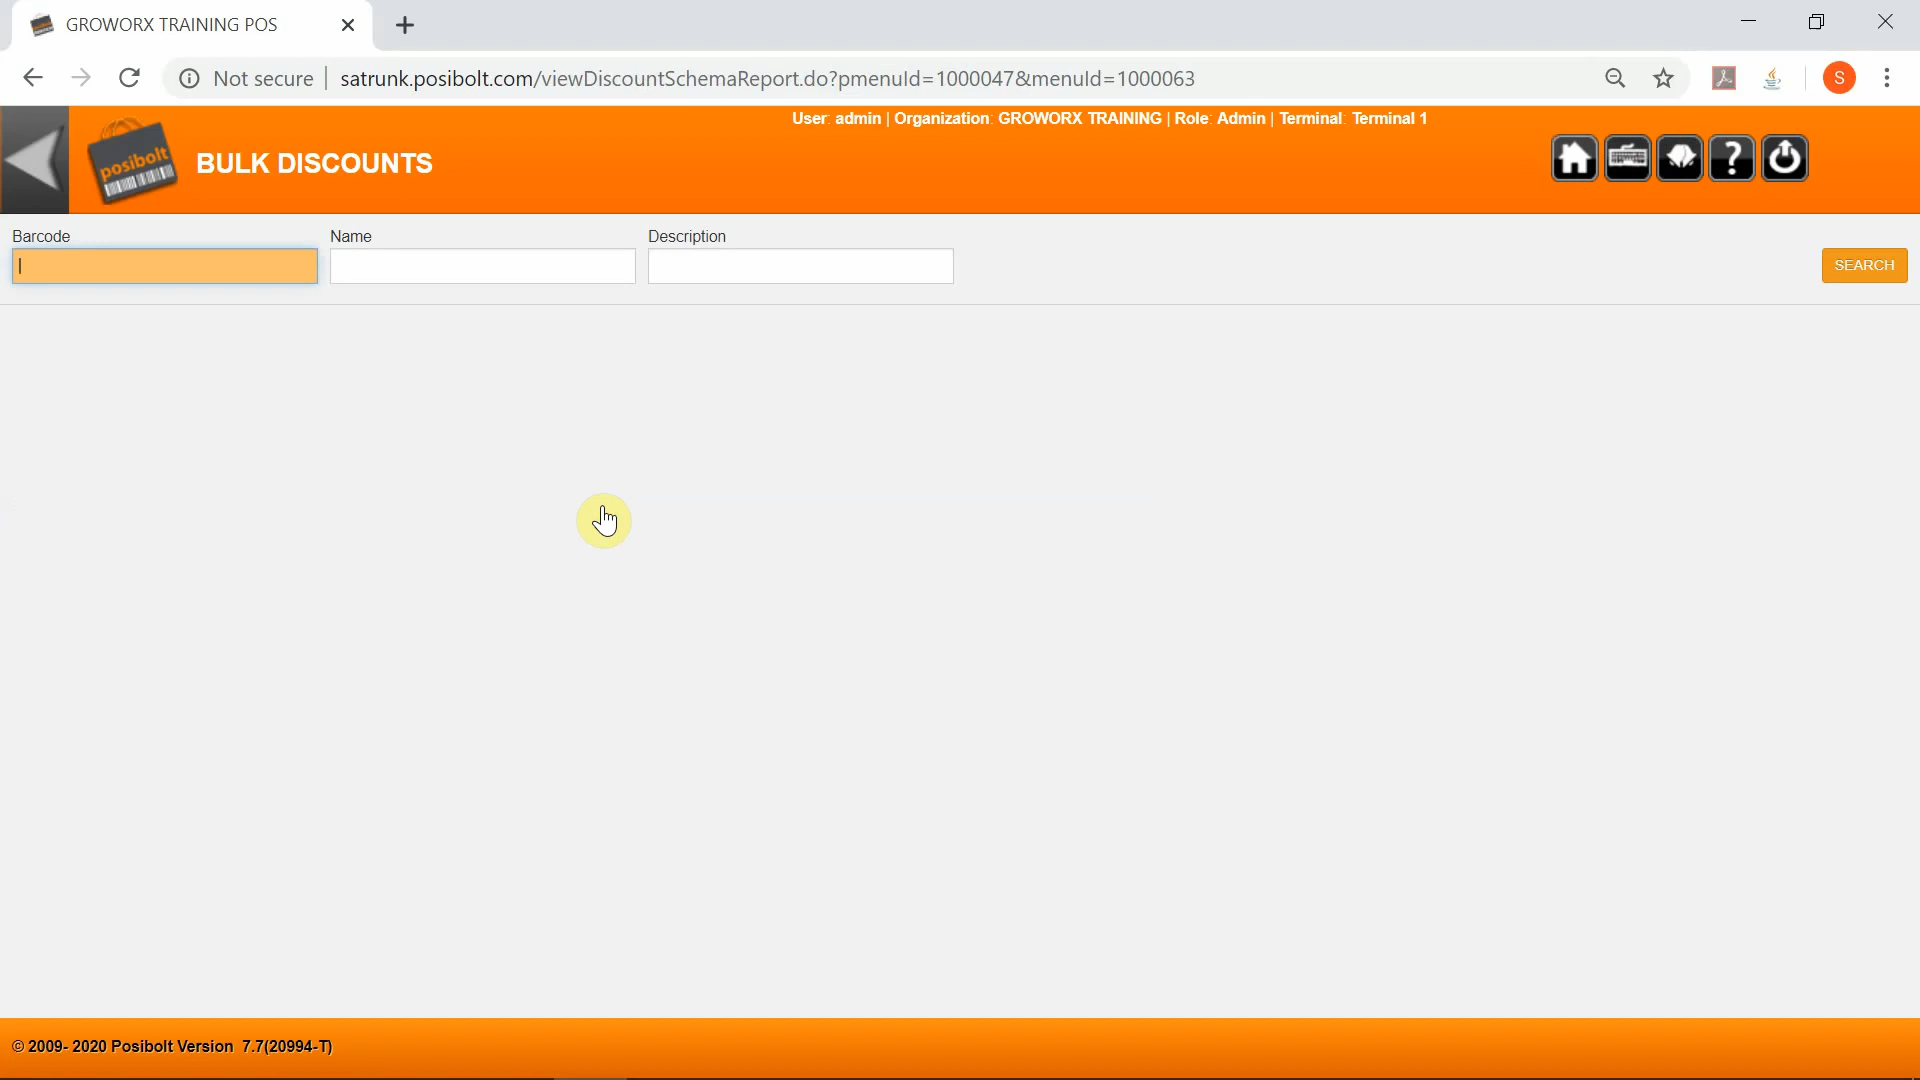 GROWORX TRAINING POS
Not secure | satrunk.posibolt.com/viewDiscountSchemaReport.do?pmenuId=1000047&menuId=1000063
S
User: admin | Organization: GROWORX TRAINING | Role: Admin | Terminal: Terminal 1
posibolt
BULK DISCOUNTS
?
Barcode Name Description
SEARCH
© 2009- 2020 Posibolt Version 7.7(20994-T)